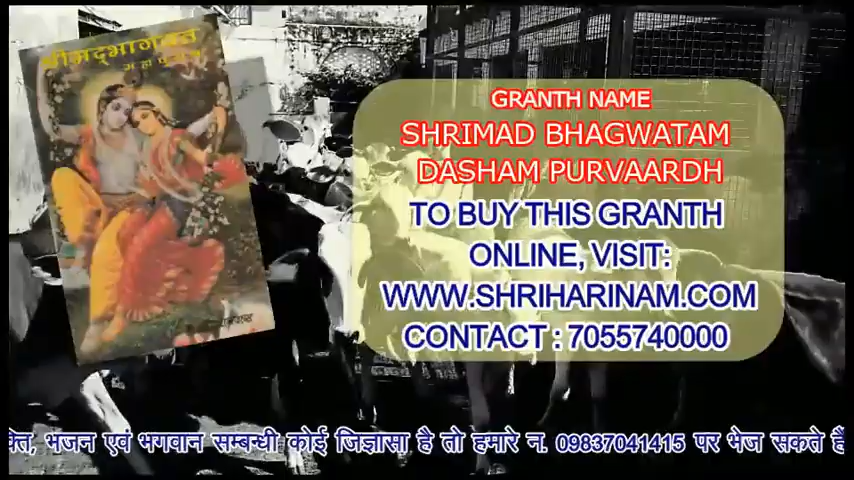 श्रीमद्भागवत
महापुराण
GRANTH NAME
SHRIMAD BHAGWATAM
DASHAM PURVAARDH
TO BUY THIS GRANTH
ONLINE, VISIT:
WWW.SHRIHARINAM.COM
CONTACT : 7055740000
क्ति, भजन एवं भगवान सम्बन्धी कोई जिज्ञासा है तो हमारे न. 09837041415 पर भेज सकते हैं